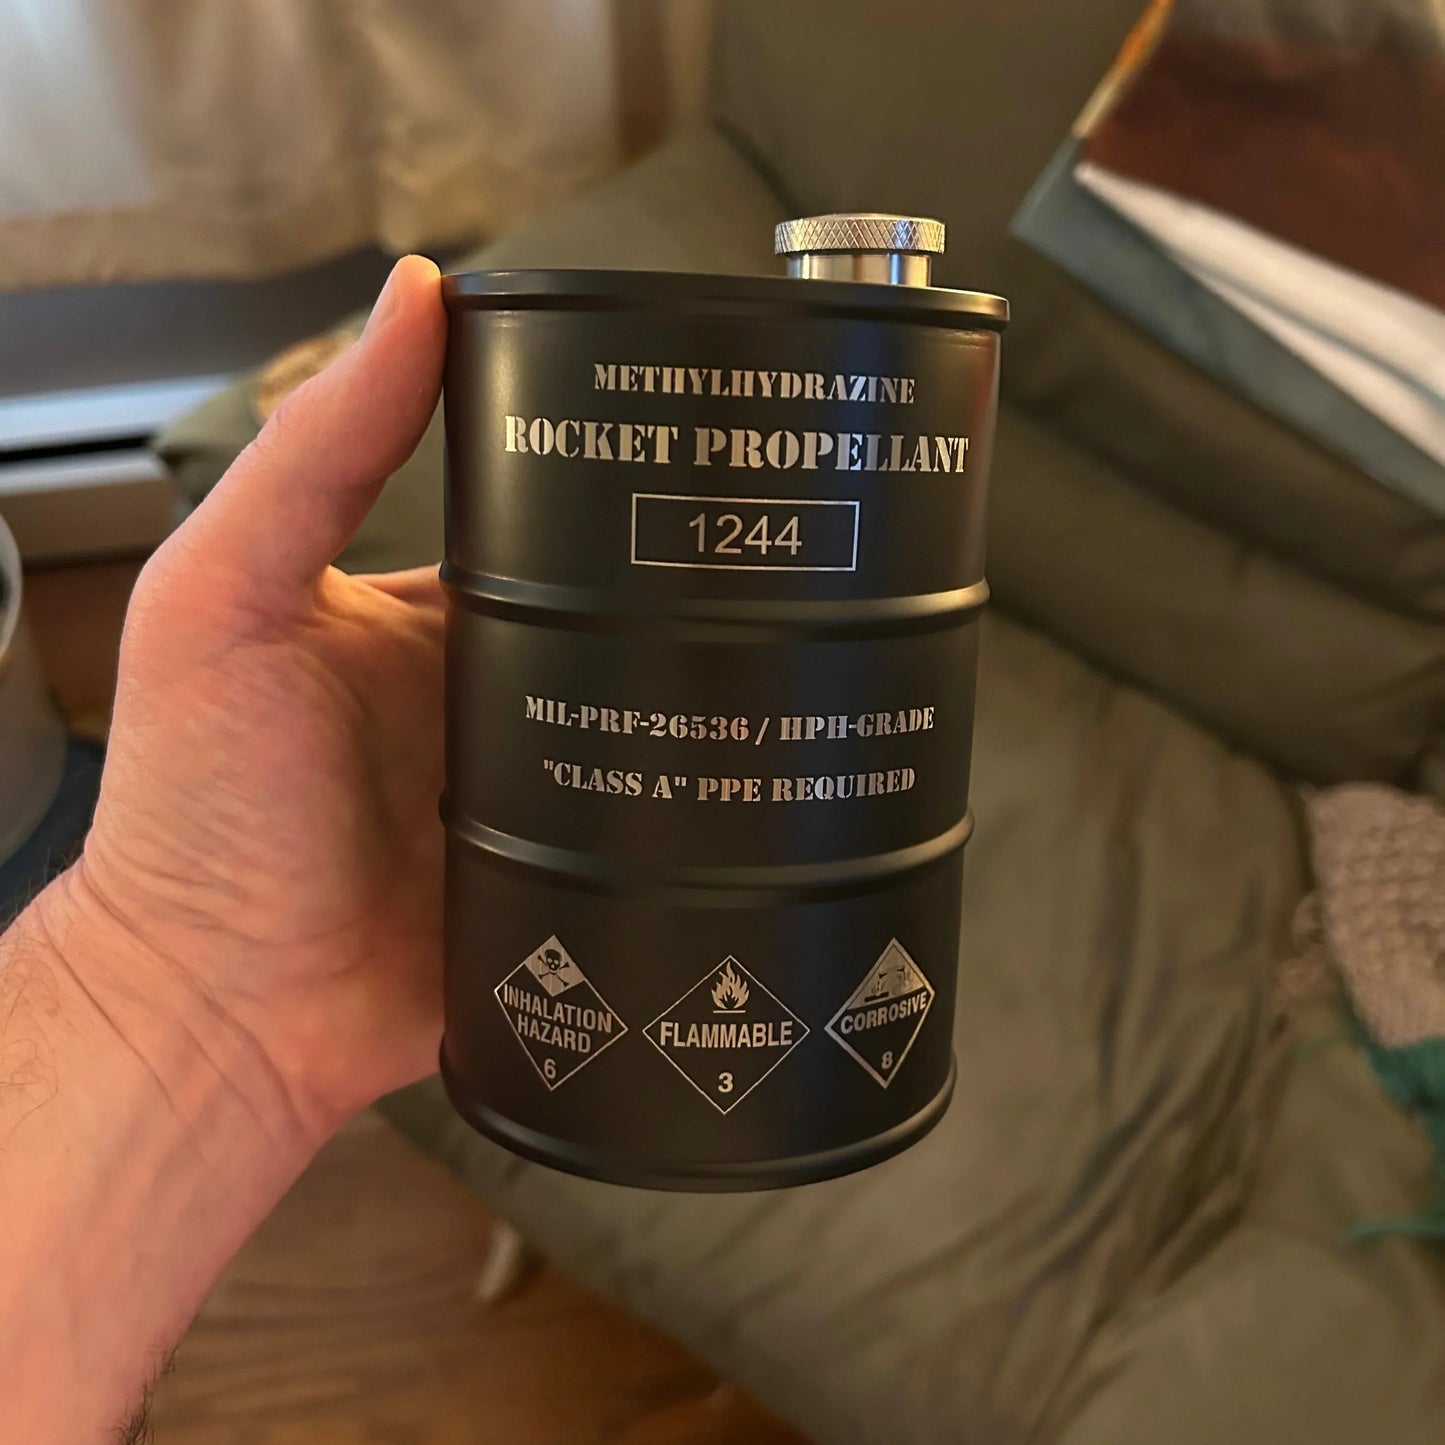 METHYLHYDRAZINE
ROCKET PROPELLANT
1244
MIL-PRF-26536 / HPH-GRADE
"CLASS A" PPE REQUIRED
INHALATION
HAZARD
6
FLAMMABLE
3
CORROSIVE
8